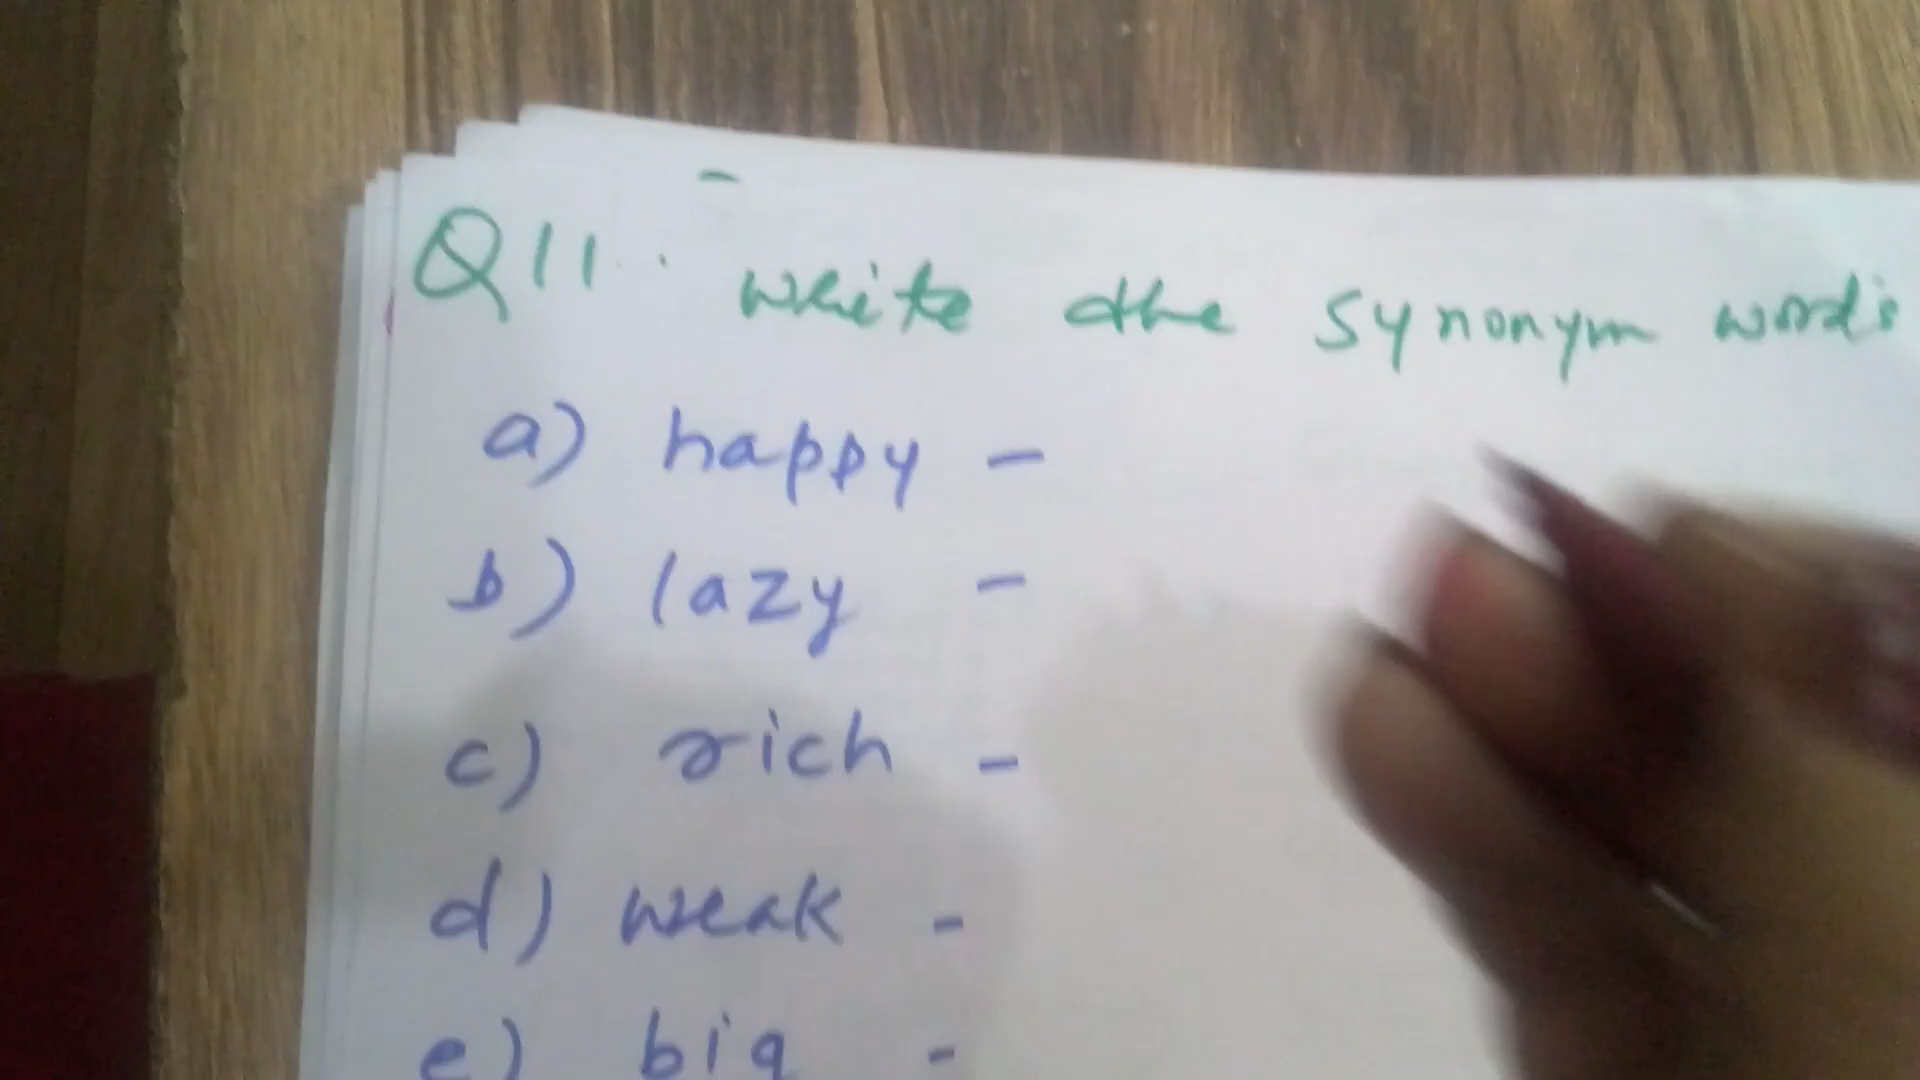 Q11. write the synonym words
a) happy -
b) lazy -
c) rich -
d) weak -
e) big -